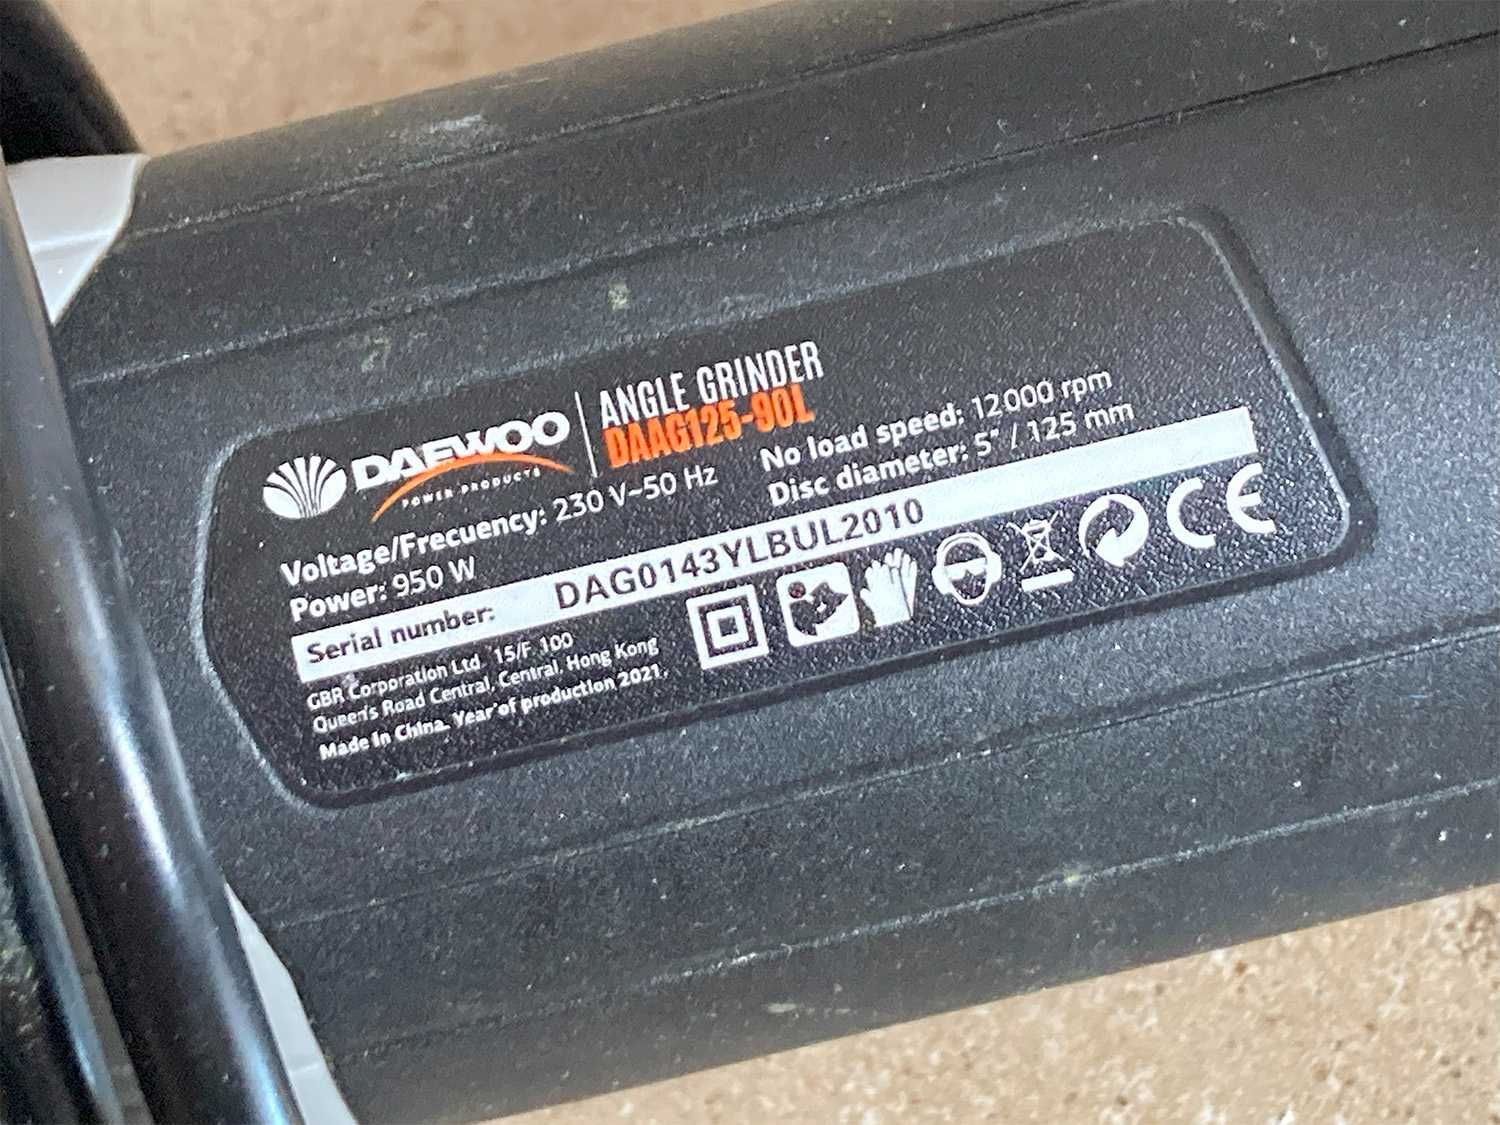 DAEWOO
POWER PRODUCTS
ANGLE GRINDER
DAAG125-90L
Voltage/Frecuency: 230 V~50 Hz
Power: 950 W
No load speed: 12000 rpm
Disc diameter: 5" / 125 mm
Serial number: DAG0143YLBUL2010
GBR Corporation Ltd. 15/F 100
Queen's Road Central, Central, Hong Kong
Made in China. Year of production 2021.
CE